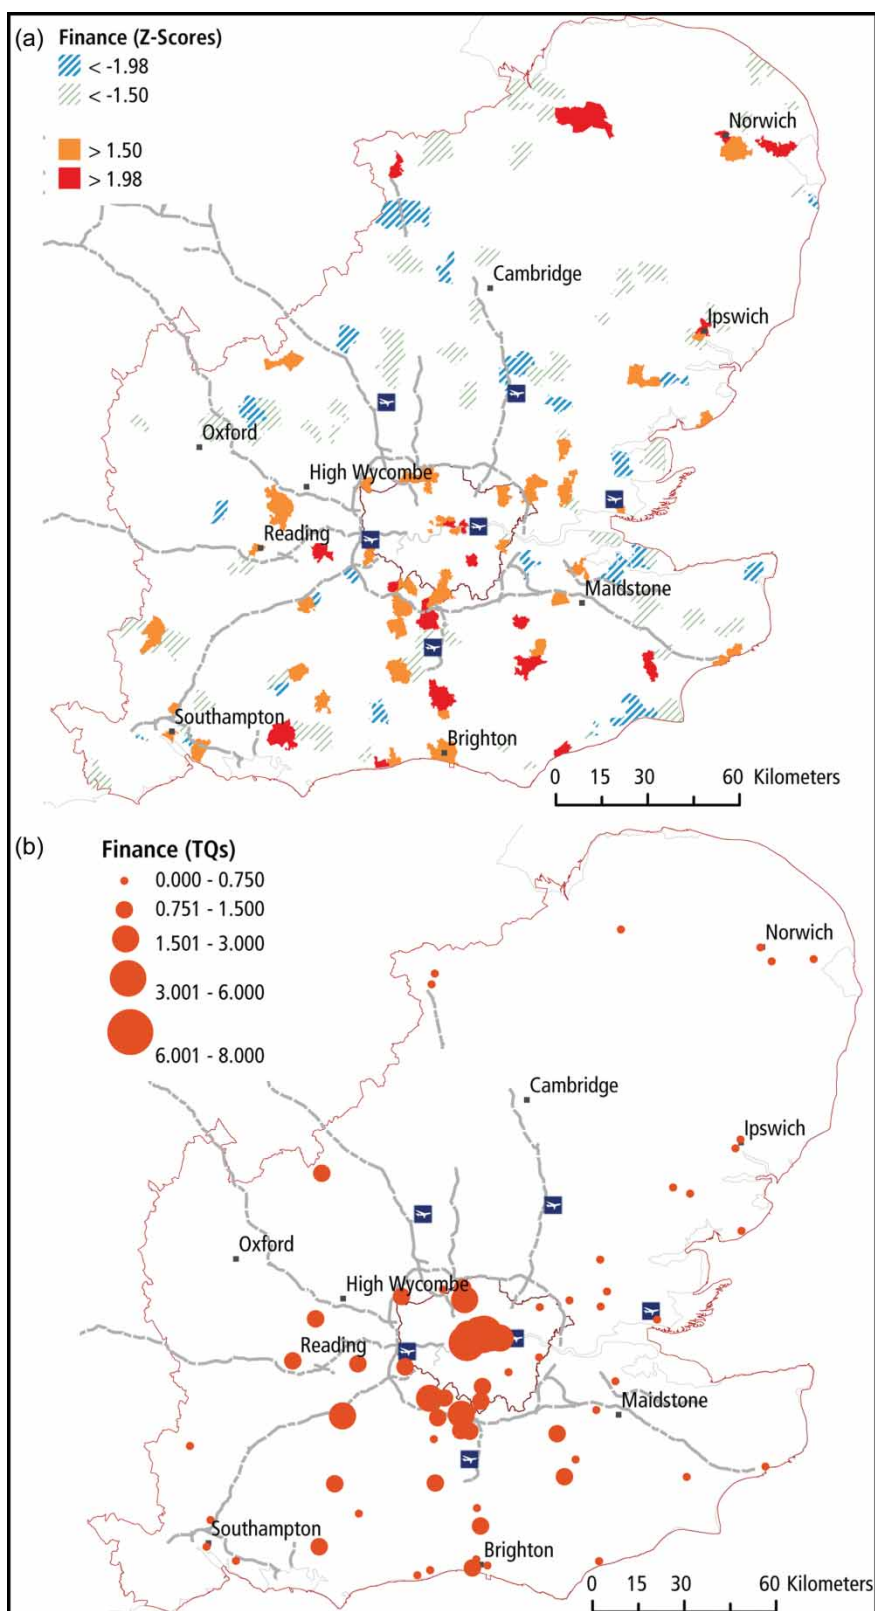 (a)
Finance (Z-Scores)
< -1.98
< -1.50
> 1.50
> 1.98
Norwich
Cambridge
Ipswich
Oxford
High Wycombe
Reading
Maidstone
Southampton
Brighton
0 15 30 60 Kilometers
(b)
Finance (TQs)
0.000 - 0.750
0.751 - 1.500
1.501 - 3.000
3.001 - 6.000
6.001 - 8.000
Norwich
Cambridge
Ipswich
Oxford
High Wycombe
Reading
Maidstone
Southampton
Brighton
0 15 30 60 Kilometers